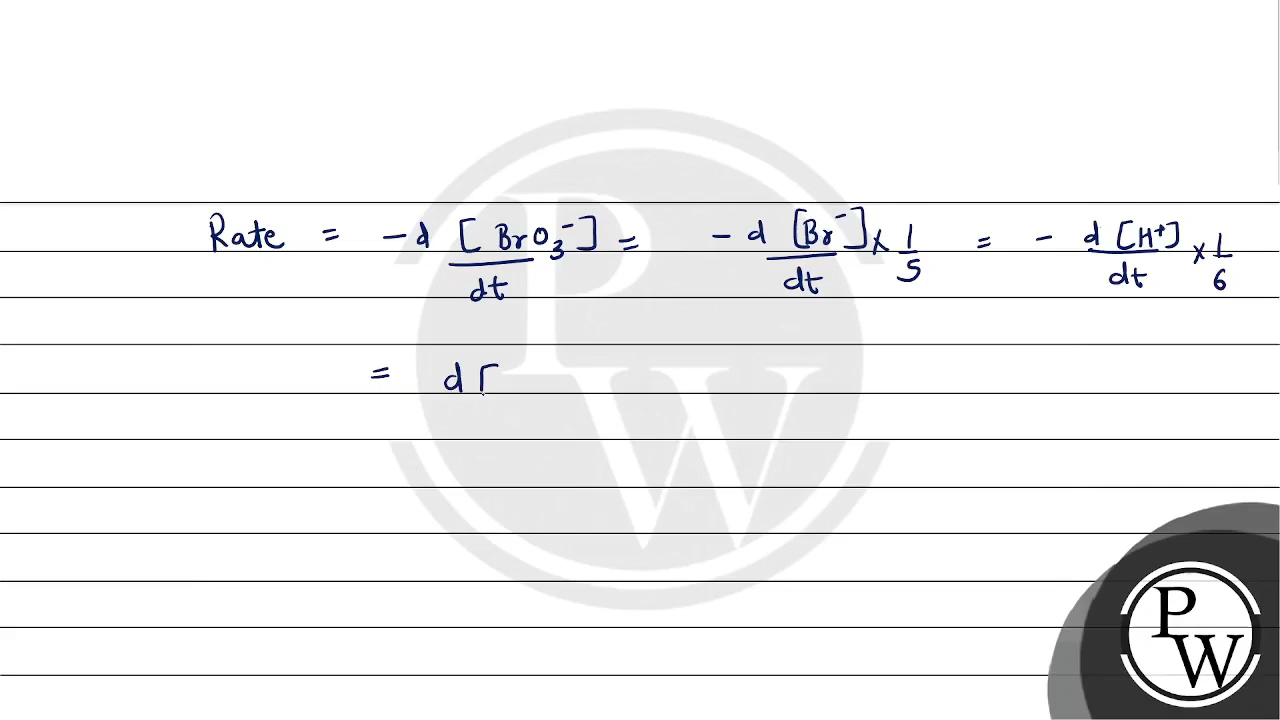 Rate = -d [BrO₃⁻]/dt = -d [Br⁻]/dt × 1/5 = -d [H⁺]/dt × 1/6
= d [
P
W
P
W